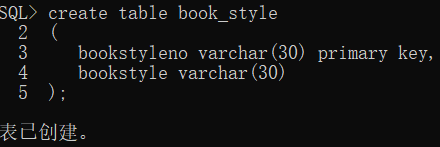 SQL> create table book_style
  2  (
  3     bookstyleno varchar(30) primary key,
  4     bookstyle varchar(30)
  5  );
表已创建。